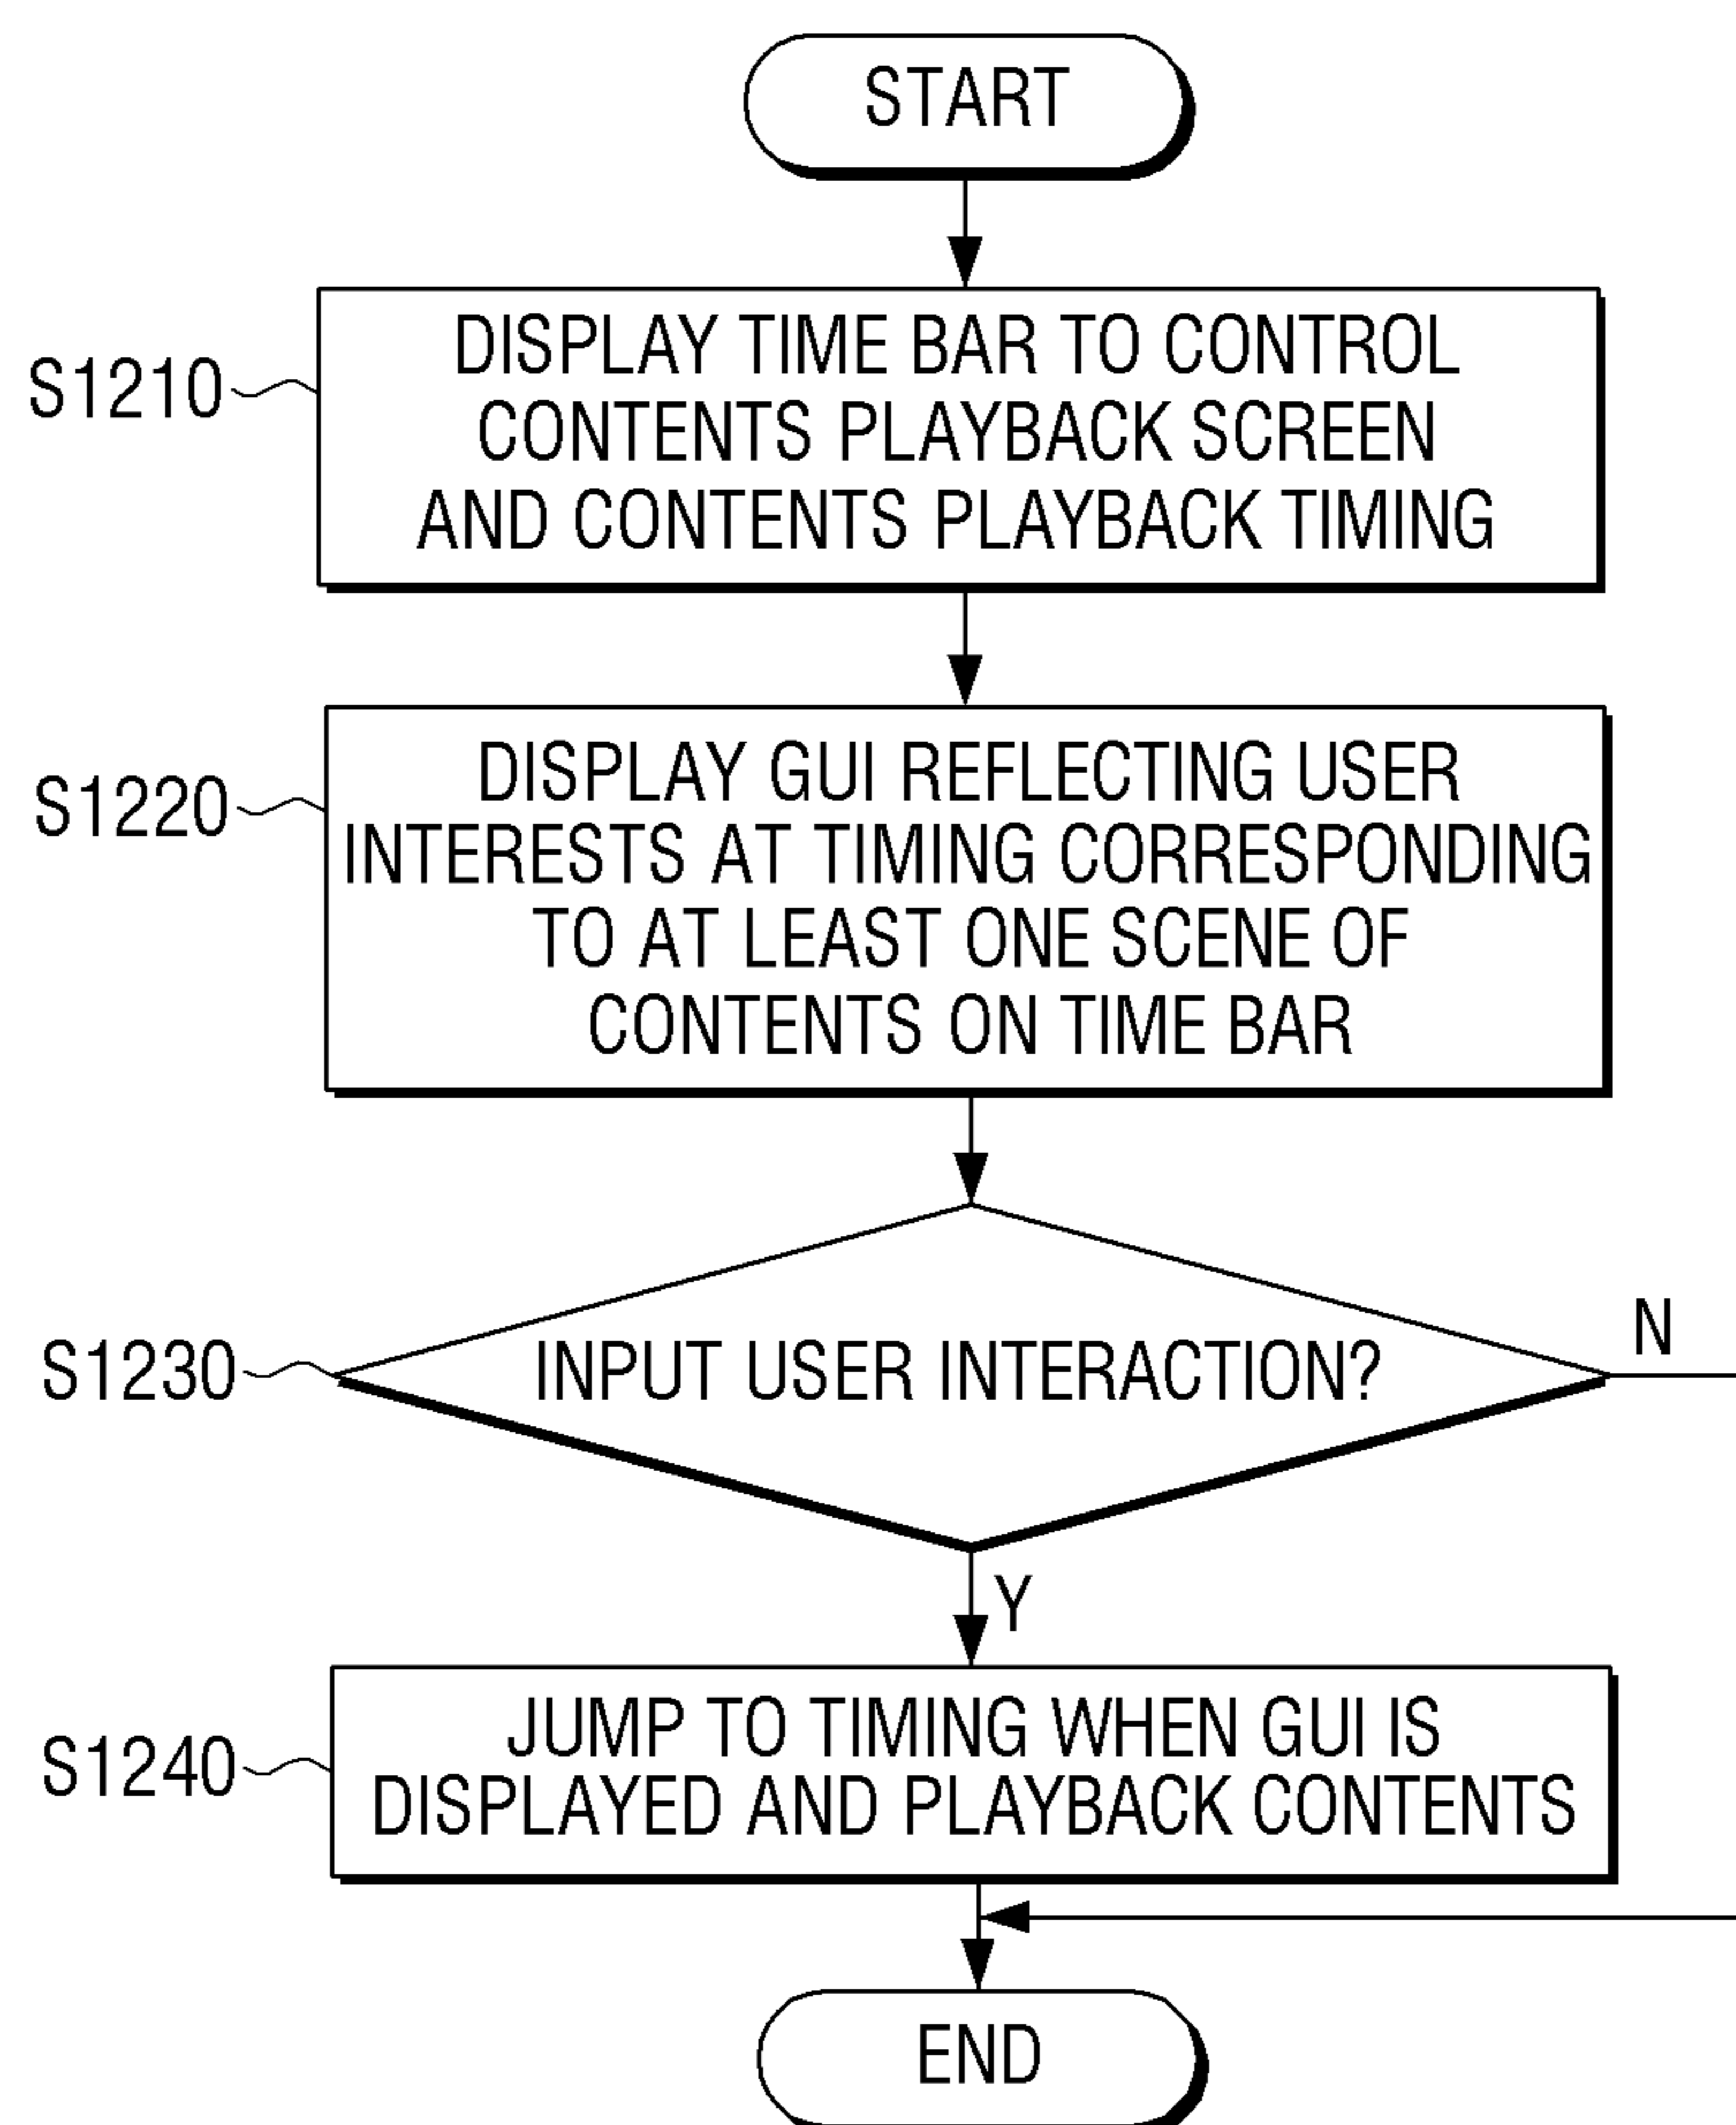 START
S1210
DISPLAY TIME BAR TO CONTROL
CONTENTS PLAYBACK SCREEN
AND CONTENTS PLAYBACK TIMING
S1220
DISPLAY GUI REFLECTING USER
INTERESTS AT TIMING CORRESPONDING
TO AT LEAST ONE SCENE OF
CONTENTS ON TIME BAR
S1230
INPUT USER INTERACTION?
N
Y
S1240
JUMP TO TIMING WHEN GUI IS
DISPLAYED AND PLAYBACK CONTENTS
END